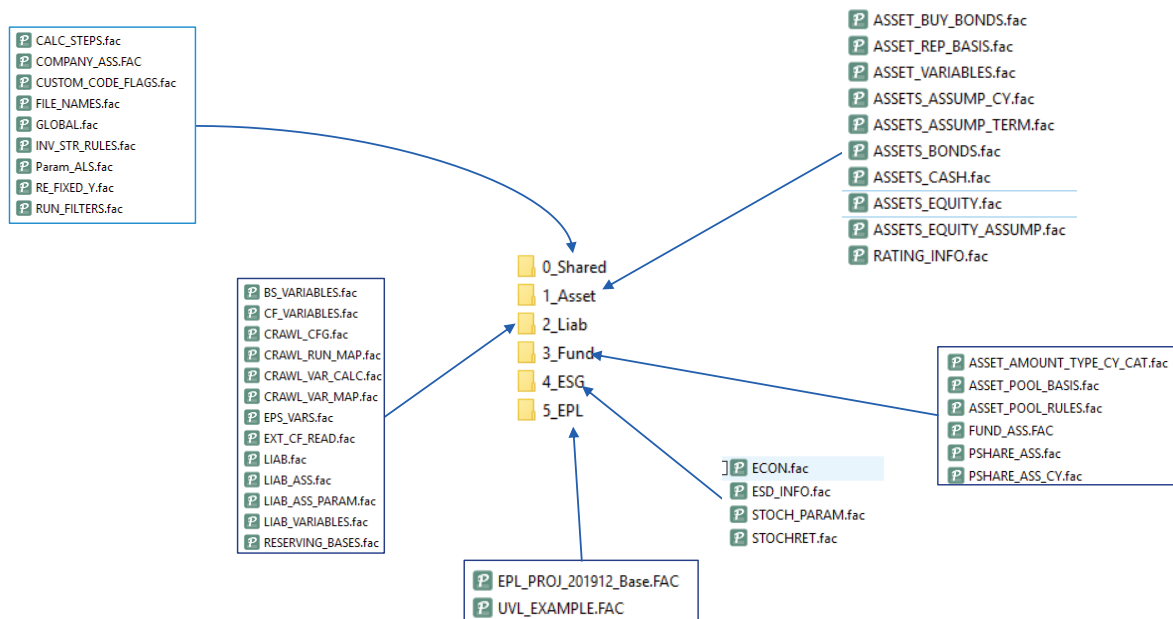 CALC_STEPS.fac
COMPANY_ASS.FAC
CUSTOM_CODE_FLAGS.fac
FILE_NAMES.fac
GLOBAL.fac
INV_STR_RULES.fac
Param_ALS.fac
RE_FIXED_Y.fac
RUN_FILTERS.fac
ASSET_BUY_BONDS.fac
ASSET_REP_BASIS.fac
ASSET_VARIABLES.fac
ASSETS_ASSUMP_CY.fac
ASSETS_ASSUMP_TERM.fac
ASSETS_BONDS.fac
ASSETS_CASH.fac
ASSETS_EQUITY.fac
ASSETS_EQUITY_ASSUMP.fac
RATING_INFO.fac
0_Shared
1_Asset
2_Liab
3_Fund
4_ESG
5_EPL
BS_VARIABLES.fac
CF_VARIABLES.fac
CRAWL_CFG.fac
CRAWL_RUN_MAP.fac
CRAWL_VAR_CALC.fac
CRAWL_VAR_MAP.fac
EPS_VARS.fac
EXT_CF_READ.fac
LIAB.fac
LIAB_ASS.fac
LIAB_ASS_PARAM.fac
LIAB_VARIABLES.fac
RESERVING_BASES.fac
ASSET_AMOUNT_TYPE_CY_CAT.fac
ASSET_POOL_BASIS.fac
ASSET_POOL_RULES.fac
FUND_ASS.FAC
PSHARE_ASS.fac
PSHARE_ASS_CY.fac
ECON.fac
ESD_INFO.fac
STOCH_PARAM.fac
STOCHRET.fac
EPL_PROJ_201912_Base.FAC
UVL_EXAMPLE.FAC